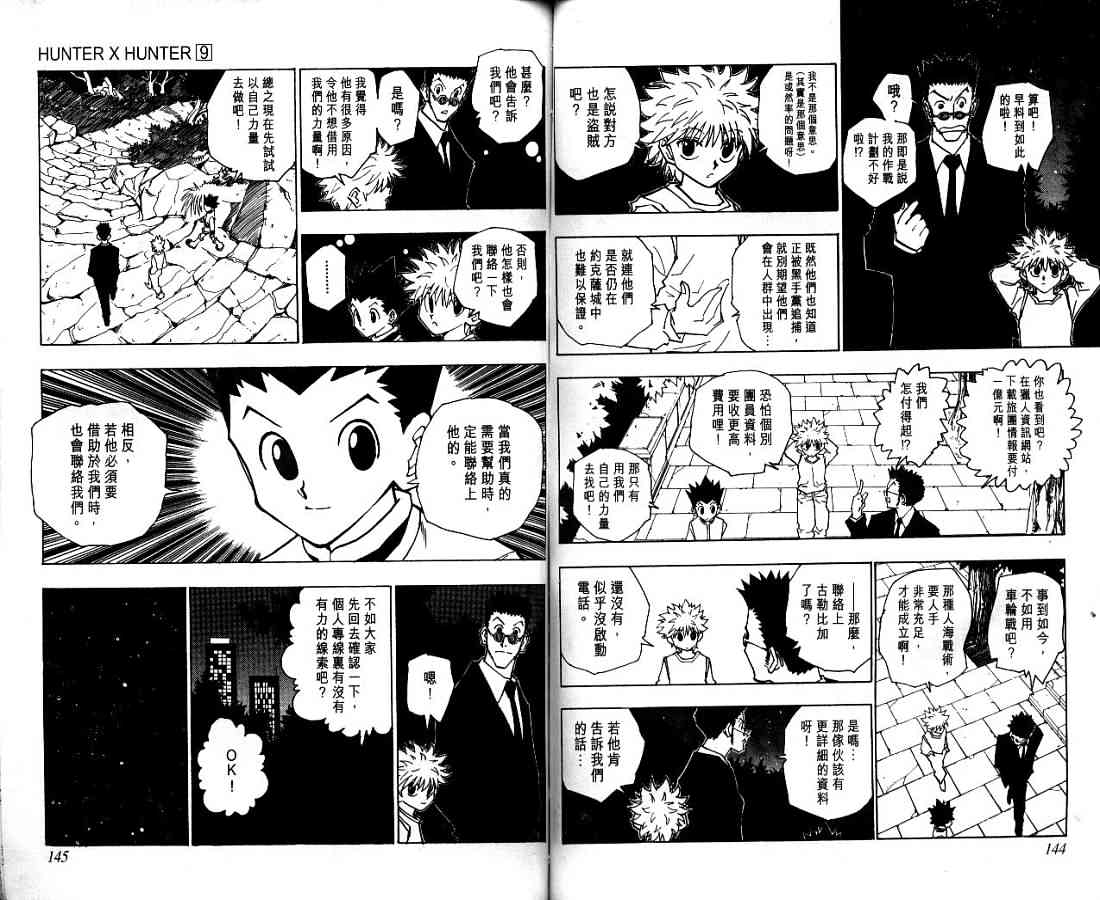 HUNTER X HUNTER 9
算吧!
早料到如此
的啦!
哦?
那即是說
我的作戰
計劃不好
啦!?
我不是那個意思。
(其實是那個意思)
是或然率的問題呀!
怎說對方
也是盜賊
吧?
既然他們也知道
正被黑手黨追捕
就別期望他們
會在人群中出現…
就連他們
是否仍在
約克薩城中
也難以保證。
你也看到吧?
在獵人資訊網站,
下載旅團情報要付
一億元啊!
我們
怎付得起!?
恐怕個別
團員資料,
要收更高
費用哩!
那只有
用我們
自己的力量
去找吧!
事到如今,
不如用
車輪戰吧?
那種人海戰術,
要人手
非常充足,
才能成立啊!
──那麼,
聯絡上
古勒比加
了嗎?
還沒有,
似乎沒啟動
電話。
是嗎…
那傢伙該有
更詳細的資料
呀!
若他肯
告訴我們
的話…
144
甚麼?
他會告訴
我們吧?
是嗎?
我覺得
他有很多原因,
令他不想借用
我們的力量啊!
總之現在先試試
以自己力量
去做吧!
否則,
他怎樣也會
聯絡一下
我們吧?
………
當我們真的
需要幫助時,
定能聯絡上
他的。
相反,
若他必須要
借助於我們時,
也會聯絡我們。
嗯!
不如大家
先回去確認一下,
個人專線裏有沒有
有力的線索吧?
OK!
145